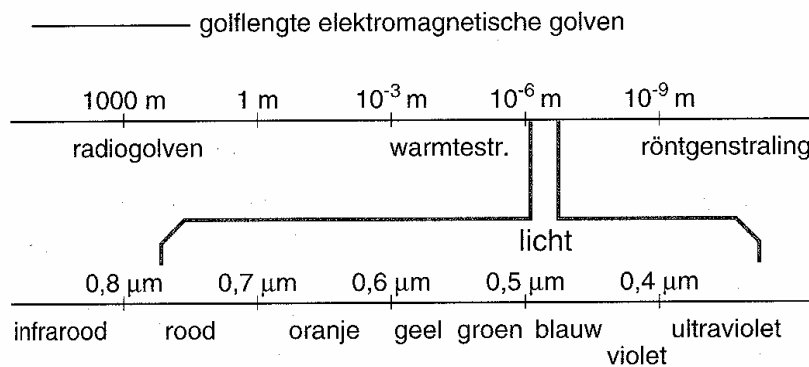 golflengte elektromagnetische golven
1000 m 1 m 10⁻³ m 10⁻⁶ m 10⁻⁹ m
radiogolven warmtestr. röntgenstraling
licht
0,8 μm 0,7 μm 0,6 μm 0,5 μm 0,4 μm
infrarood rood oranje geel groen blauw ultraviolet
violet